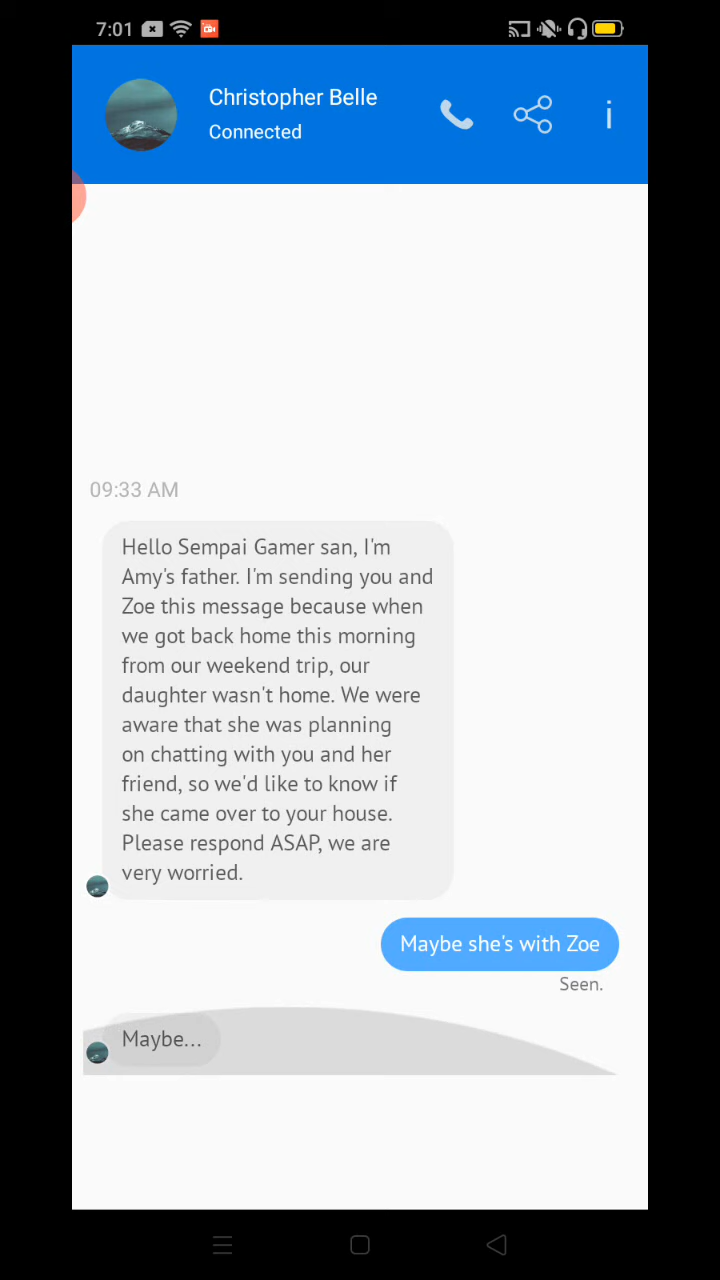 7:01
Christopher Belle
Connected
09:33 AM
Hello Sempai Gamer san, I'm
Amy's father. I'm sending you and
Zoe this message because when
we got back home this morning
from our weekend trip, our
daughter wasn't home. We were
aware that she was planning
on chatting with you and her
friend, so we'd like to know if
she came over to your house.
Please respond ASAP, we are
very worried.
Maybe she's with Zoe
Seen.
Maybe...